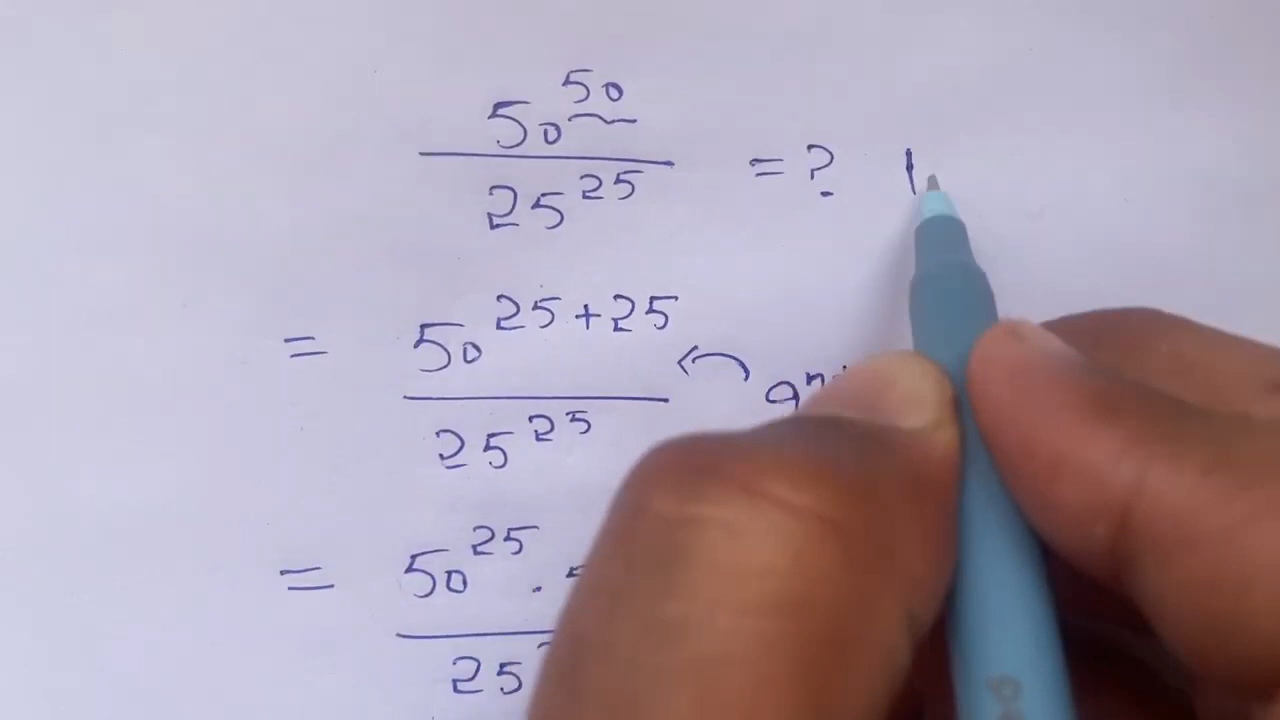 50^50 / 25^25 = ?
= 50^(25+25) / 25^25
= 50^25 . / 25